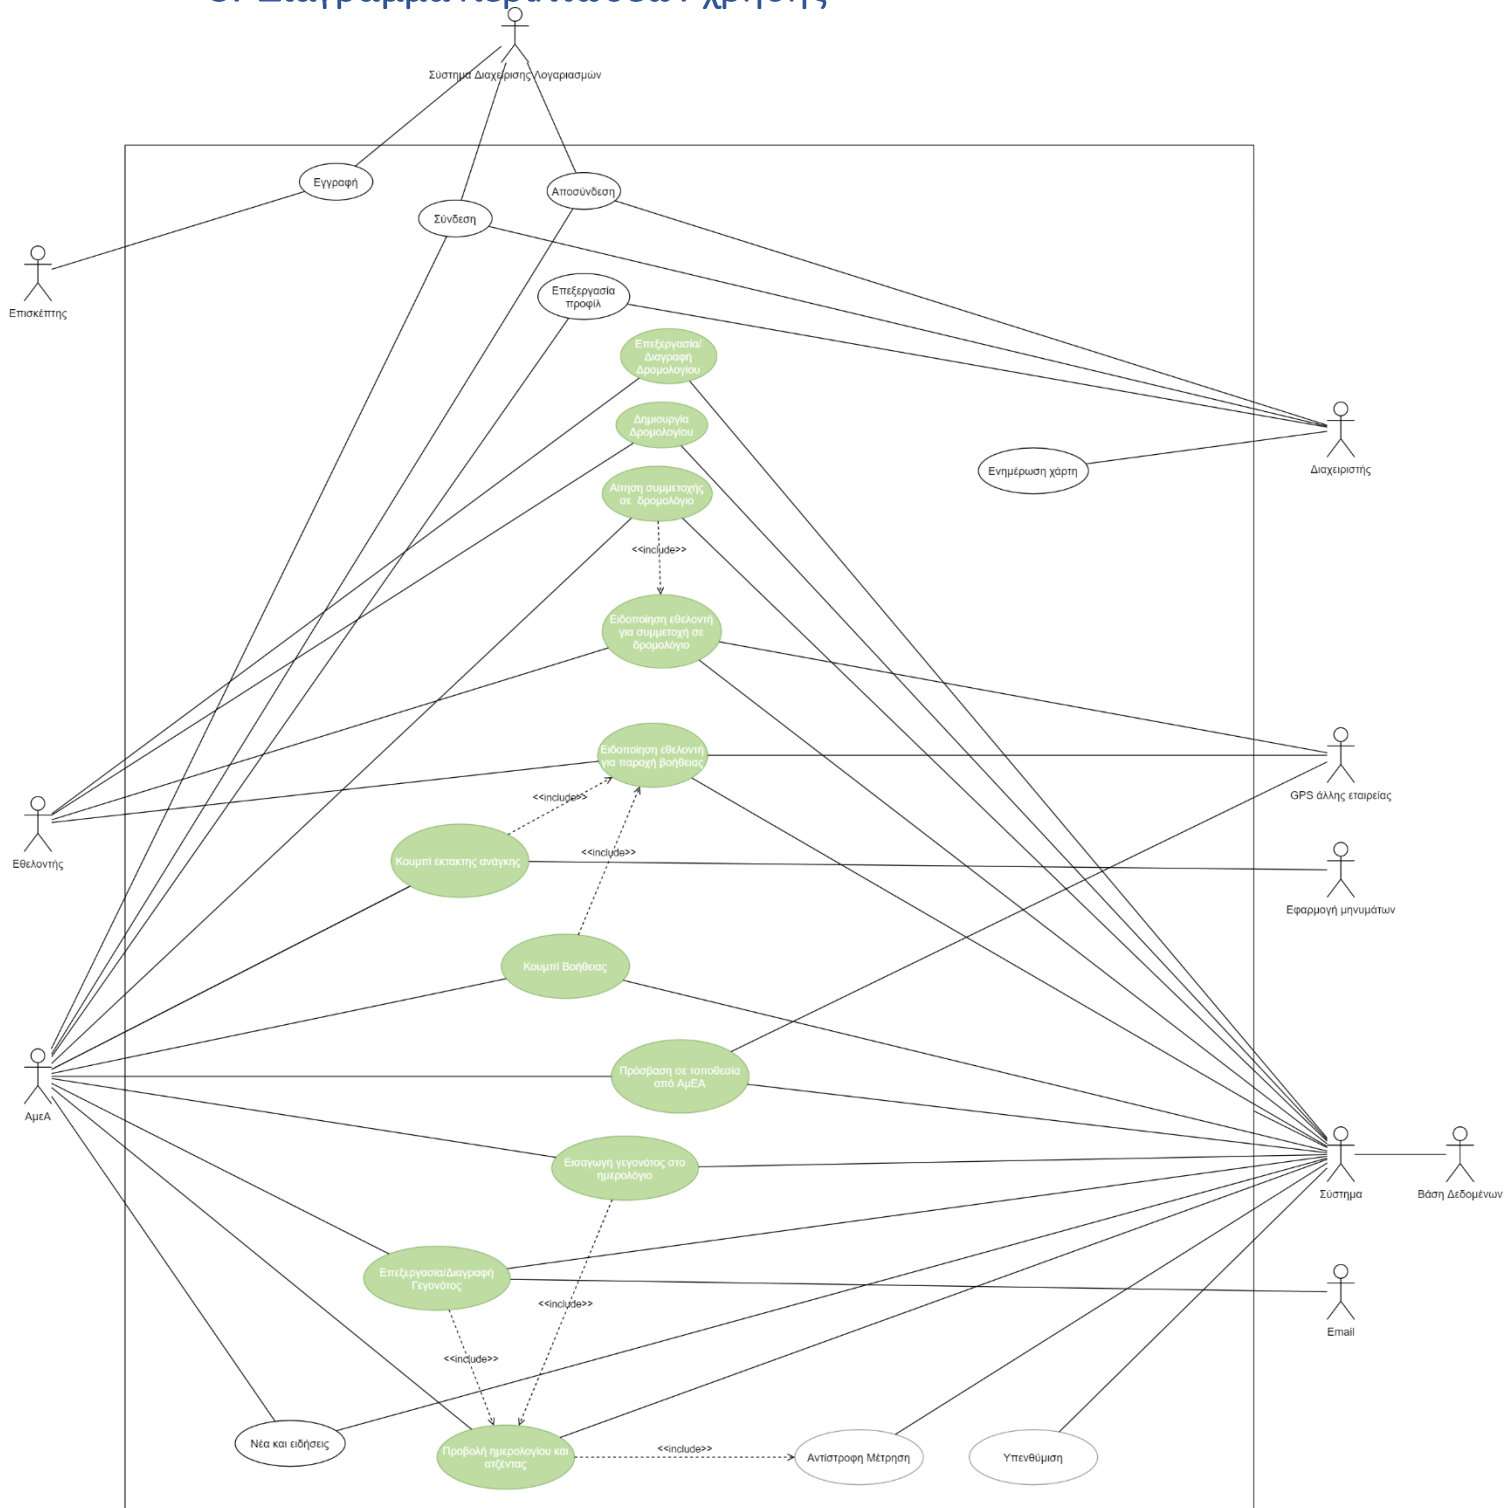 3. Διάγραμμα περιπτώσεων χρήσης
Σύστημα Διαχείρισης Λογαριασμών
Εγγραφή
Αποσύνδεση
Σύνδεση
Επισκέπτης
Επεξεργασία
προφίλ
Επεξεργασία/
Διαγραφή
Δρομολογίου
Δημιουργία
Δρομολογίου
Διαχειριστής
Ενημέρωση χάρτη
Αίτηση συμμετοχής
σε δρομολόγιο
<<include>>
Ειδοποίηση εθελοντή
για συμμετοχή σε
δρομολόγιο
Ειδοποίηση εθελοντή
για παροχή βοήθειας
<<include>>
GPS άλλης εταιρείας
Εθελοντής
Κουμπί έκτακτης ανάγκης
<<include>>
Εφαρμογή μηνυμάτων
Κουμπί Βοήθειας
Πρόσβαση σε τοποθεσία
από ΑμΕΑ
ΑμεΑ
Εισαγωγή γεγονότος στο
ημερολόγιο
Σύστημα
Βάση Δεδομένων
Επεξεργασία/Διαγραφή
Γεγονότος
<<include>>
Email
<<include>>
Νέα και ειδήσεις
Προβολή ημερολογίου και
ατζέντας
<<include>>
Αντίστροφη Μέτρηση
Υπενθύμιση